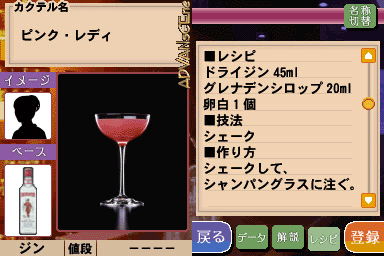 カクテル名
ピンク・レディ
ADVANSCEne
イメージ
ベース
ジン
値段
----
名称
切替
■レシピ
ドライジン 45ml
グレナデンシロップ 20ml
卵白1個
■技法
シェーク
■作り方
シェークして、
シャンパングラスに注ぐ。
戻る
データ
解説
レシピ
登録